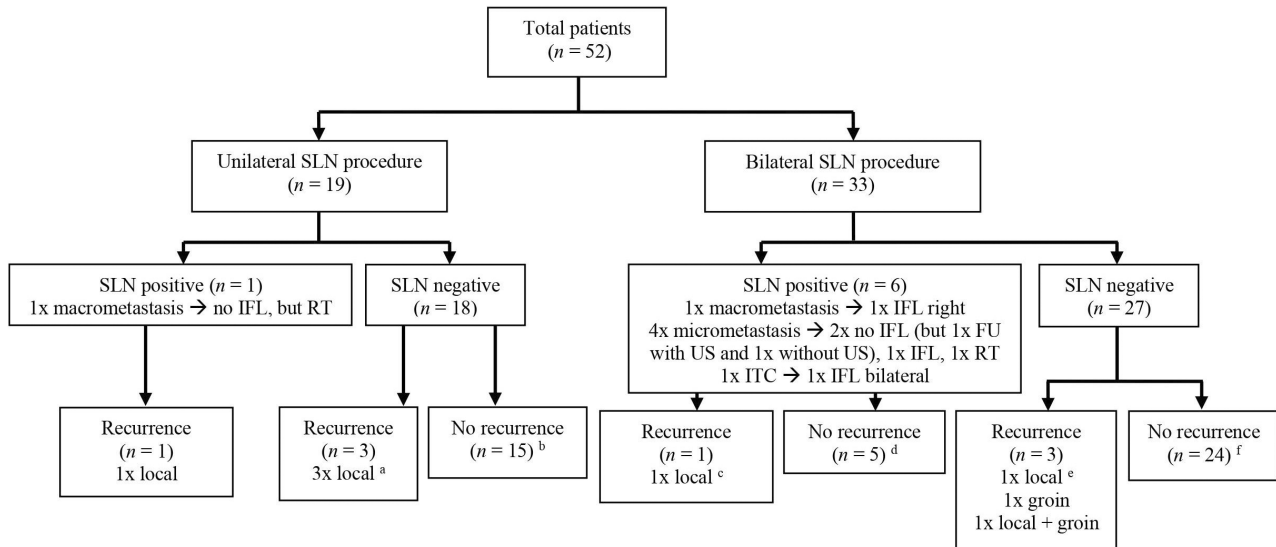 Total patients
(n = 52)
Unilateral SLN procedure
(n = 19)
Bilateral SLN procedure
(n = 33)
SLN positive (n = 1)
1x macrometastasis → no IFL, but RT
SLN negative
(n = 18)
SLN positive (n = 6)
1x macrometastasis → 1x IFL right
4x micrometastasis → 2x no IFL (but 1x FU
with US and 1x without US), 1x IFL, 1x RT
1x ITC → 1x IFL bilateral
SLN negative
(n = 27)
Recurrence
(n = 1)
1x local
Recurrence
(n = 3)
3x local a
No recurrence
(n = 15) b
Recurrence
(n = 1)
1x local c
No recurrence
(n = 5) d
Recurrence
(n = 3)
1x local e
1x groin
1x local + groin
No recurrence
(n = 24) f